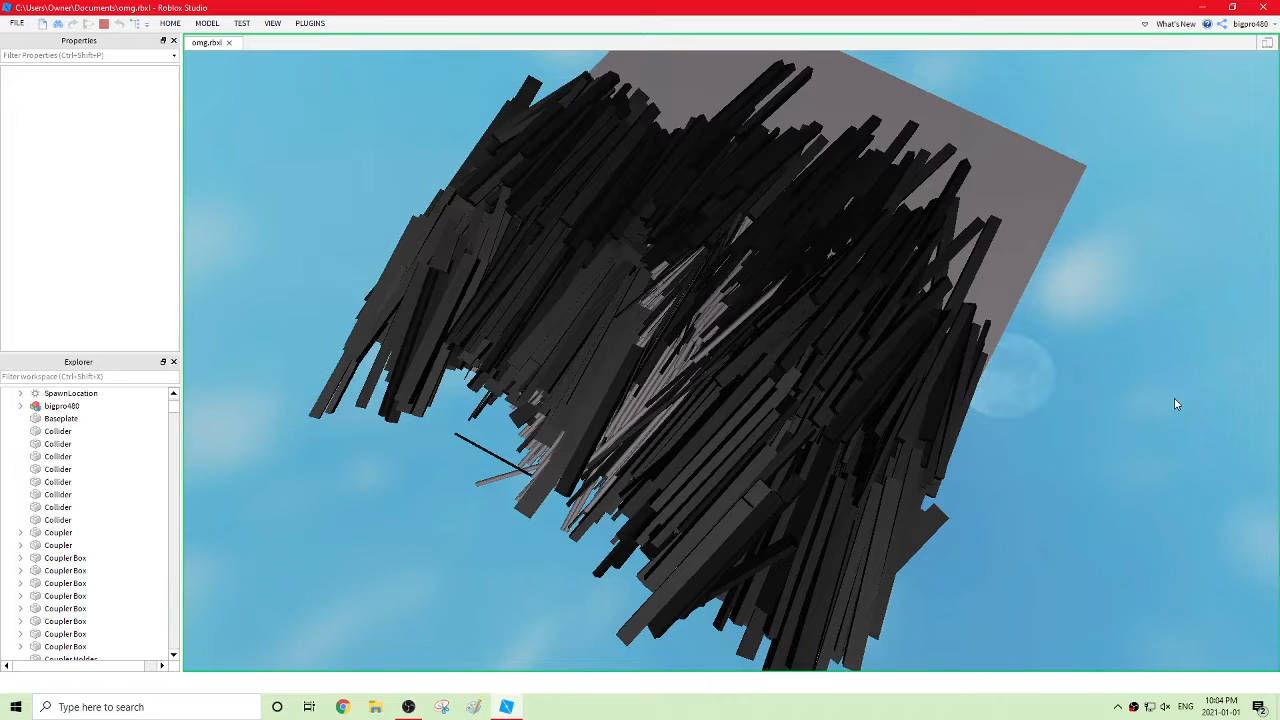 C:\Users\Owner\Documents\omg.rbxl - Roblox Studio
FILE HOME MODEL TEST VIEW PLUGINS What's New bigpro480
Properties
omg.rbxl
Filter Properties (Ctrl+Shift+P)
Explorer
Filter workspace (Ctrl+Shift+X)
SpawnLocation
bigpro480
Baseplate
Collider
Collider
Collider
Collider
Collider
Collider
Collider
Collider
Coupler
Coupler
Coupler Box
Coupler Box
Coupler Box
Coupler Box
Coupler Box
Coupler Box
Coupler Box
Coupler Box
Coupler Holder
Type here to search
ENG
10:04 PM
2021-01-01
2